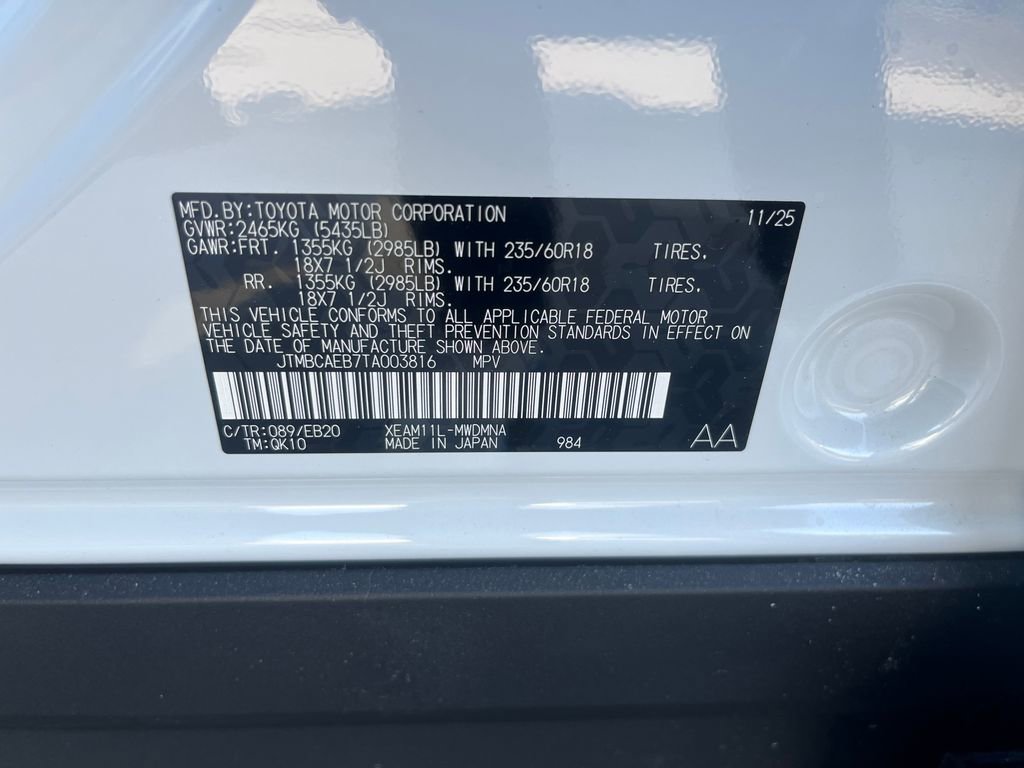 MFD.BY:TOYOTA MOTOR CORPORATION 11/25
GVWR:2465KG (5435LB)
GAWR:FRT. 1355KG (2985LB) WITH 235/60R18 TIRES.
18X7 1/2J RIMS.
RR. 1355KG (2985LB) WITH 235/60R18 TIRES.
18X7 1/2J RIMS.
THIS VEHICLE CONFORMS TO ALL APPLICABLE FEDERAL MOTOR
VEHICLE SAFETY AND THEFT PREVENTION STANDARDS IN EFFECT ON
THE DATE OF MANUFACTURE SHOWN ABOVE.
JTMBCAEB7TA003816 MPV
C/TR:089/EB20 XEAM11L-MWDMNA
TM:QK10 MADE IN JAPAN 984 AA